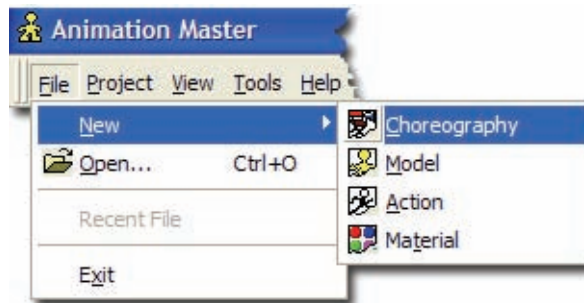 Animation Master
File Project View Tools Help
New
Open... Ctrl+O
Recent File
Exit
Choreography
Model
Action
Material